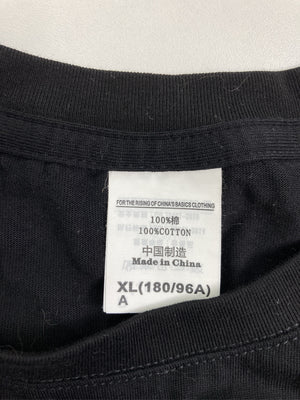 FOR THE RISING OF CHINA'S BASICS CLOTHING
100%棉
100%COTTON
中国制造
Made in China
XL(180/96A)
A